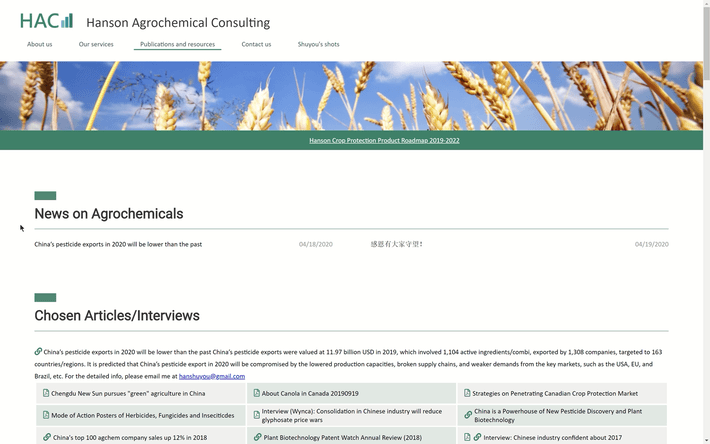 HAC
Hanson Agrochemical Consulting
About us
Our services
Publications and resources
Contact us
Shuyou's shots
Hanson Crop Protection Product Roadmap 2019-2022
News on Agrochemicals
China's pesticide exports in 2020 will be lower than the past
04/18/2020
感愿有大家守望!
04/19/2020
Chosen Articles/Interviews
China's pesticide exports in 2020 will be lower than the past China's pesticide exports were valued at 11.97 billion USD in 2019, which involved 1,104 active ingredients/combi, exported by 1,308 companies, targeted to 163
countries/regions. It is predicted that China's pesticide export in 2020 will be compromised by the lowered production capacities, broken supply chains, and weaker demands from the key markets, such as the USA, EU, and
Brazil, etc. For the detailed info, please email me at hanshuyou@gmail.com
Chengdu New Sun pursues "green" agriculture in China
About Canola in Canada 20190919
Strategies on Penetrating Canadian Crop Protection Market
Mode of Action Posters of Herbicides, Fungicides and Insecticides
Interview (Wynca): Consolidation in Chinese industry will reduce
glyphosate price wars
China is a Powerhouse of New Pesticide Discovery and Plant
Biotechnology
China's top 100 agchem company sales up 12% in 2018
Plant Biotechnology Patent Watch Annual Review (2018)
Interview: Chinese industry confident about 2017